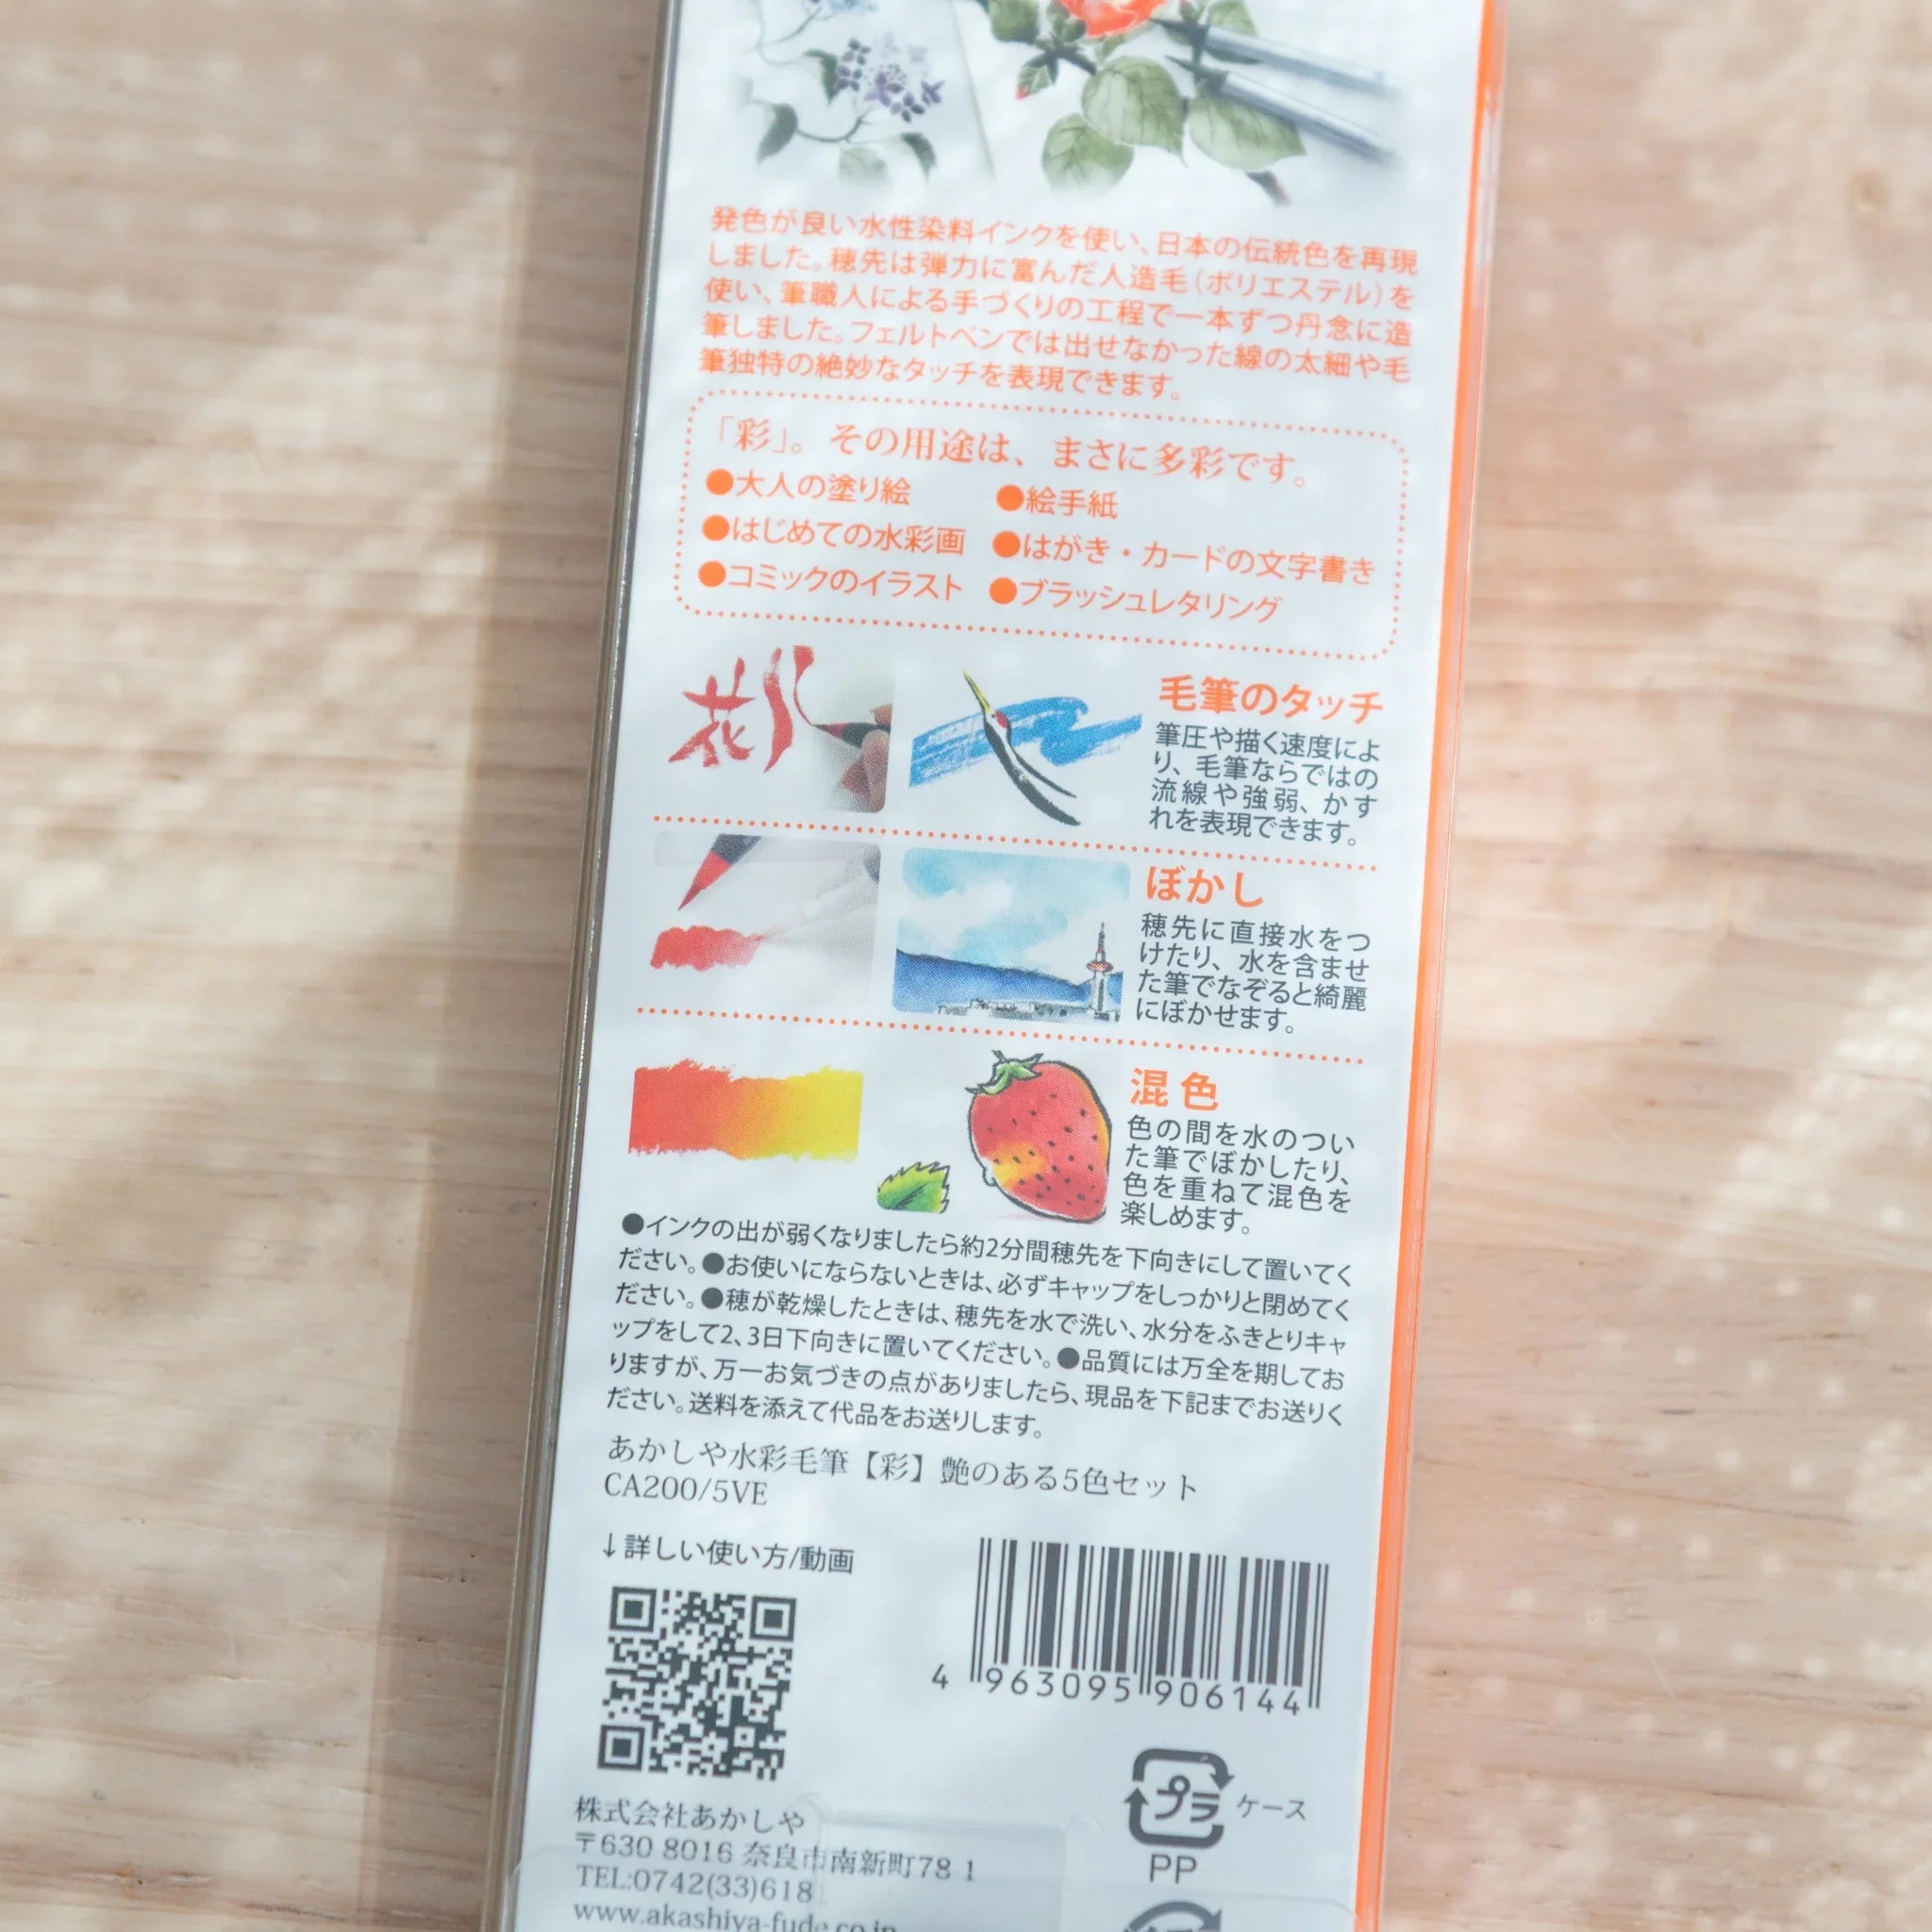 発色が良い水性染料インクを使い、日本の伝統色を再現
しました。穂先は弾力に富んだ人造毛（ポリエステル）を
使い、筆職人による手づくりの工程で一本ずつ丹念に造
筆しました。フェルトペンでは出せなかった線の太細や毛
筆独特の絶妙なタッチを表現できます。
「彩」。その用途は、まさに多彩です。
●大人の塗り絵 ●絵手紙
●はじめての水彩画 ●はがき・カードの文字書き
●コミックのイラスト ●ブラッシュレタリング
花
毛筆のタッチ
筆圧や描く速度によ
り、毛筆ならではの
流線や強弱、かす
れを表現できます。
ぼかし
穂先に直接水をつ
けたり、水を含ませ
た筆でなぞると綺麗
にぼかせます。
混色
色の間を水のつい
た筆でぼかしたり、
色を重ねて混色を
楽しめます。
●インクの出が弱くなりましたら約2分間穂先を下向きにして置いてく
ださい。●お使いにならないときは、必ずキャップをしっかりと閉めてく
ださい。●穂が乾燥したときは、穂先を水で洗い、水分をふきとりキャ
ップをして2、3日下向きに置いてください。●品質には万全を期してお
りますが、万一お気づきの点がありましたら、現品を下記までお送りく
ださい。送料を添えて代品をお送りします。
あかしや水彩毛筆【彩】艶のある5色セット
CA200/5VE
↓詳しい使い方/動画
4 963095 906144
プラ ケース
PP
株式会社あかしや
〒630 8016 奈良市南新町78 1
TEL:0742(33)618
www.akashiya-fude.co.jp